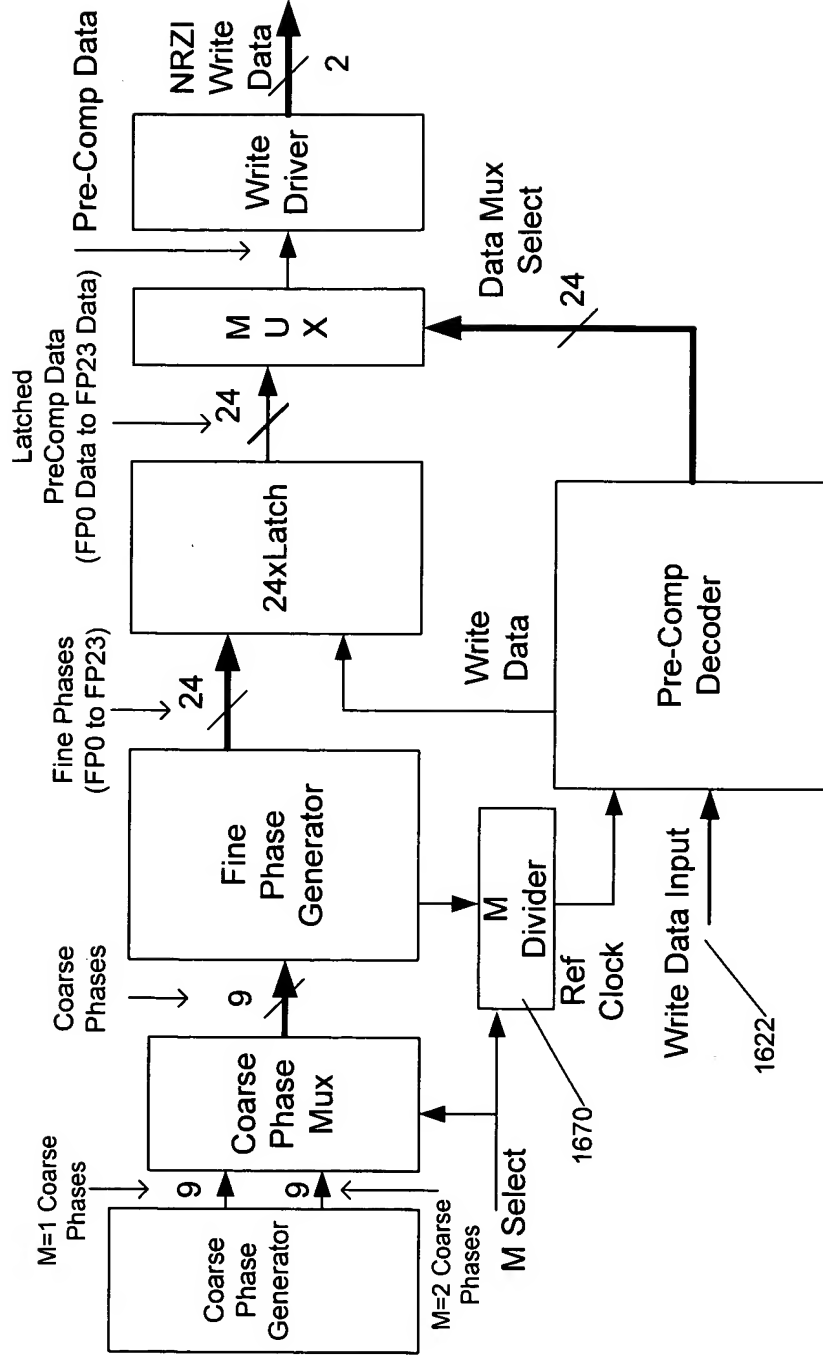 Coarse
Phase
Generator
M=1 Coarse
Phases
9
9
M=2 Coarse
Phases
Coarse
Phase
Mux
M Select
Coarse
Phases
9
Fine
Phase
Generator
M
Divider
1670
Ref
Clock
Write Data Input
1622
Fine Phases
(FP0 to FP23)
24
24xLatch
Write
Data
Pre-Comp
Decoder
Latched
PreComp Data
(FP0 Data to FP23 Data)
24
M
U
X
Data Mux
Select
24
Pre-Comp Data
Write
Driver
NRZI
Write
Data
2